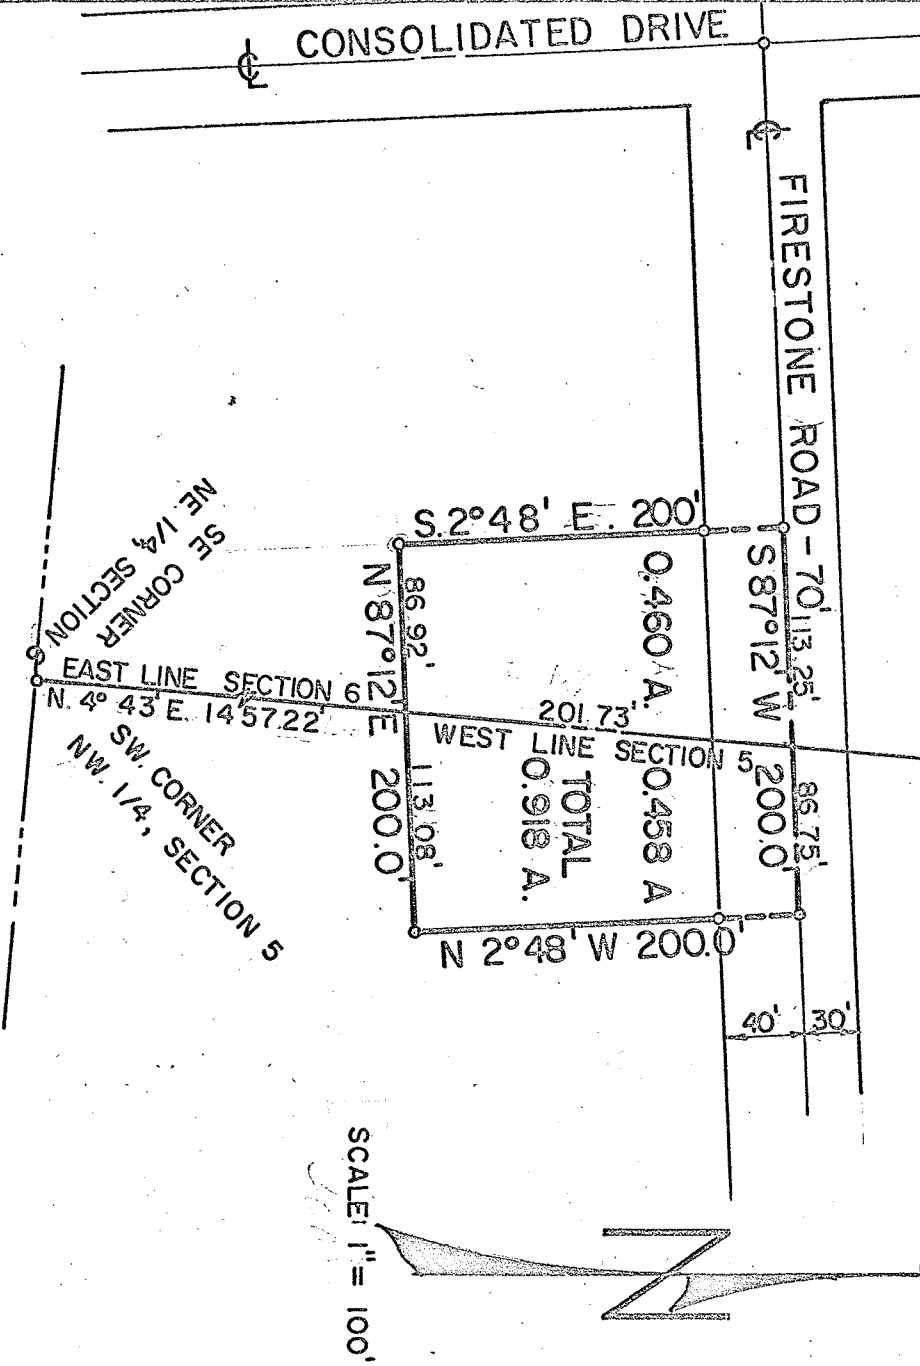 CONSOLIDATED DRIVE
℄
℄
FIRESTONE ROAD - 70'
S. 2°48' E. 200'
113.25'
S 87°12' W 200.0'
86.75'
0.460 A.
0.458 A
86.92'
N 87°12' E 200.0'
113.08'
SE CORNER
NE. 1/4, SECTION 6
EAST LINE SECTION 6
N. 4° 43' E. 1457.22'
201.73'
WEST LINE SECTION 5
TOTAL
0.918 A.
SW. CORNER
NW. 1/4, SECTION 5
N 2°48' W 200.0'
40'
30'
SCALE: 1" = 100'
N